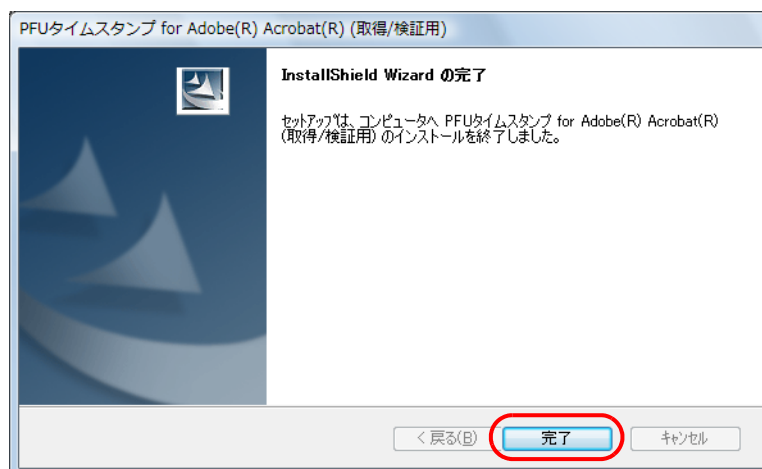 PFUタイムスタンプ for Adobe(R) Acrobat(R) (取得/検証用)
InstallShield Wizard の完了
セットアップは、コンピュータへ PFUタイムスタンプ for Adobe(R) Acrobat(R)
(取得/検証用) のインストールを終了しました。
< 戻る(B) 完了 キャンセル